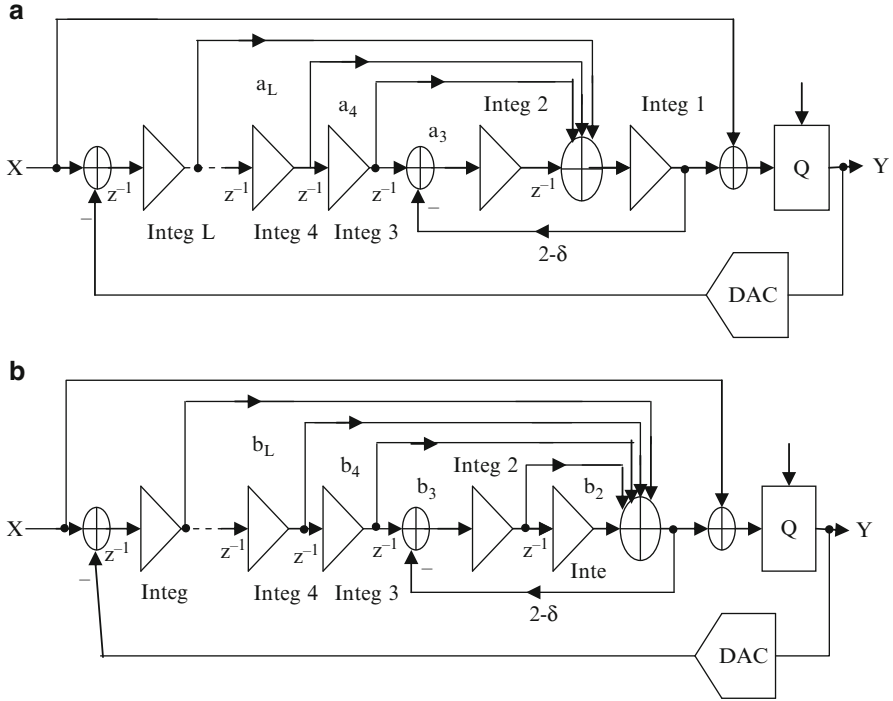 a
a_L
a_4
Integ 2
Integ 1
a_3
X
z^{-1}
z^{-1}
z^{-1}
z^{-1}
z^{-1}
Q
Y
–
–
Integ L
Integ 4
Integ 3
2-δ
DAC
b
b_L
b_4
Integ 2
b_3
b_2
X
z^{-1}
z^{-1}
z^{-1}
z^{-1}
z^{-1}
Q
Y
–
–
Integ
Integ 4
Integ 3
Inte
2-δ
DAC